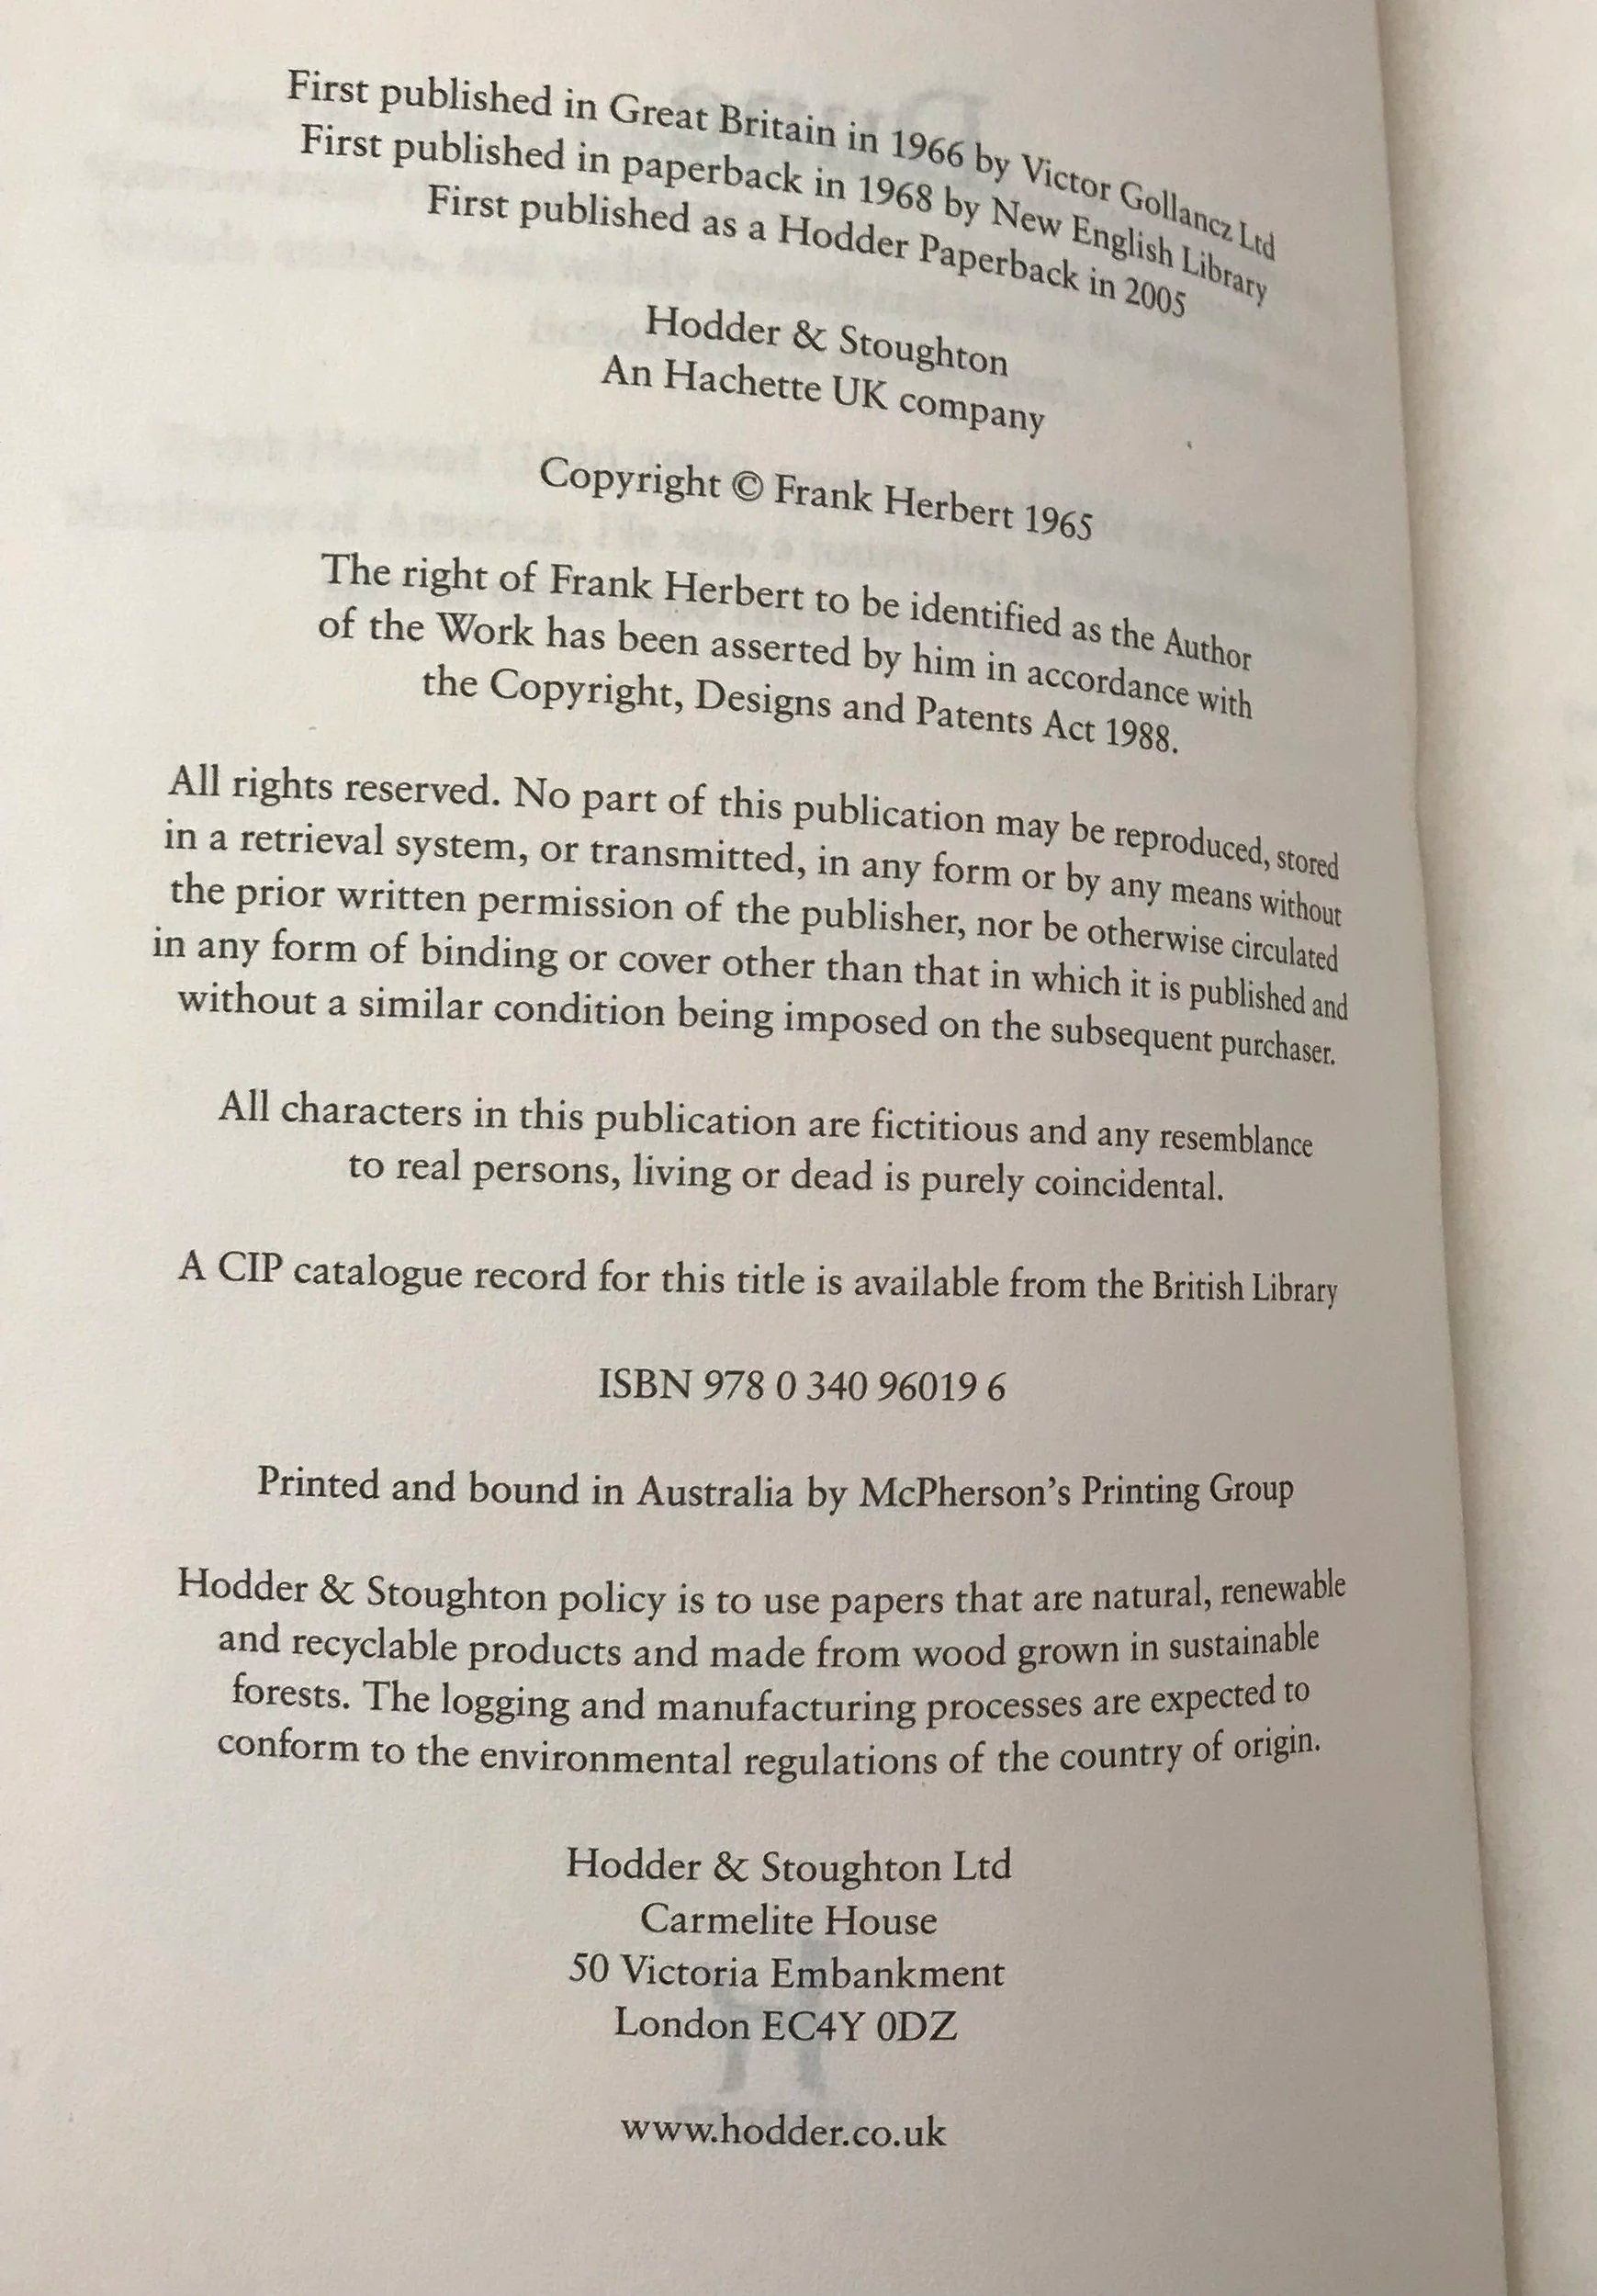 First published in Great Britain in 1966 by Victor Gollancz Ltd
First published in paperback in 1968 by New English Library
First published as a Hodder Paperback in 2005
Hodder & Stoughton
An Hachette UK company
Copyright © Frank Herbert 1965
The right of Frank Herbert to be identified as the Author
of the Work has been asserted by him in accordance with
the Copyright, Designs and Patents Act 1988.
All rights reserved. No part of this publication may be reproduced, stored
in a retrieval system, or transmitted, in any form or by any means without
the prior written permission of the publisher, nor be otherwise circulated
in any form of binding or cover other than that in which it is published and
without a similar condition being imposed on the subsequent purchaser.
All characters in this publication are fictitious and any resemblance
to real persons, living or dead is purely coincidental.
A CIP catalogue record for this title is available from the British Library
ISBN 978 0 340 96019 6
Printed and bound in Australia by McPherson's Printing Group
Hodder & Stoughton policy is to use papers that are natural, renewable
and recyclable products and made from wood grown in sustainable
forests. The logging and manufacturing processes are expected to
conform to the environmental regulations of the country of origin.
Hodder & Stoughton Ltd
Carmelite House
50 Victoria Embankment
London EC4Y 0DZ
www.hodder.co.uk